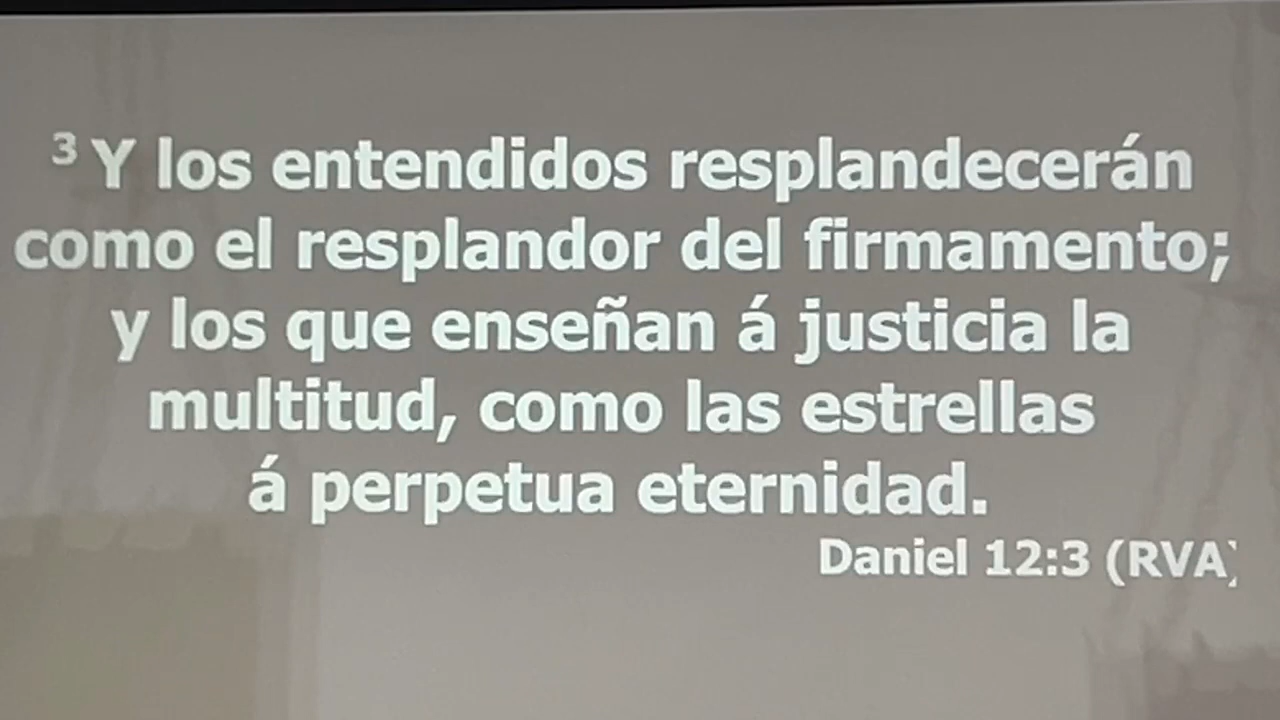 3 Y los entendidos resplandecerán
como el resplandor del firmamento;
y los que enseñan á justicia la
multitud, como las estrellas
á perpetua eternidad.
Daniel 12:3 (RVA)